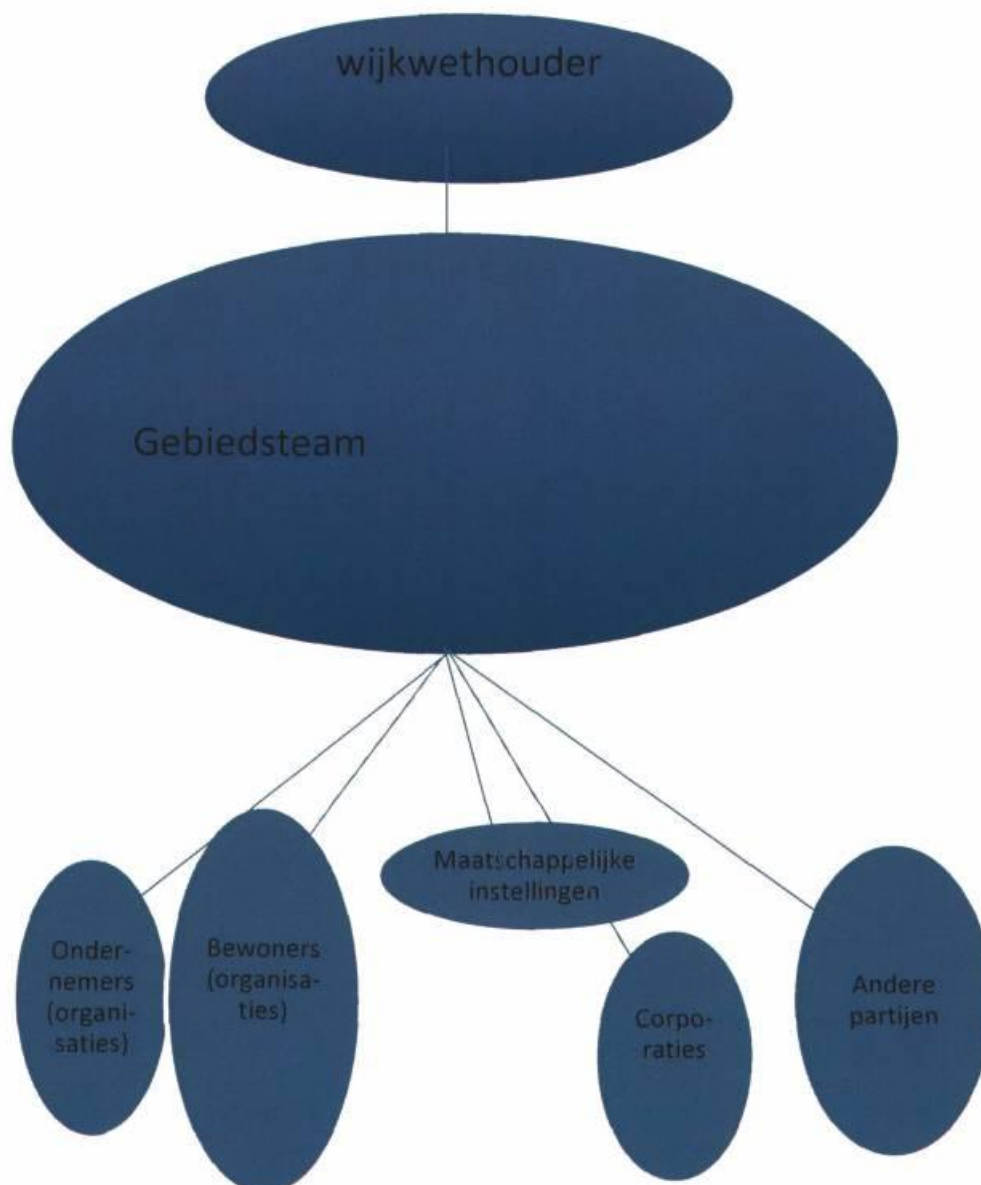 wijkwethouder
Gebiedsteam
Onder-
nemers
(organi-
saties)
Bewoners
(organisa-
ties)
Maatschappelijke
instellingen
Corpo-
raties
Andere
partijen